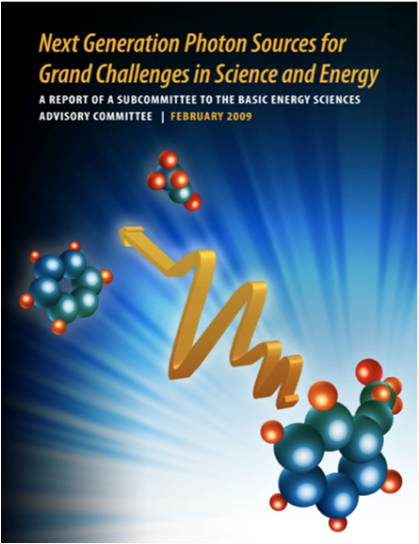 Next Generation Photon Sources for
Grand Challenges in Science and Energy
A REPORT OF A SUBCOMMITTEE TO THE BASIC ENERGY SCIENCES
ADVISORY COMMITTEE | FEBRUARY 2009